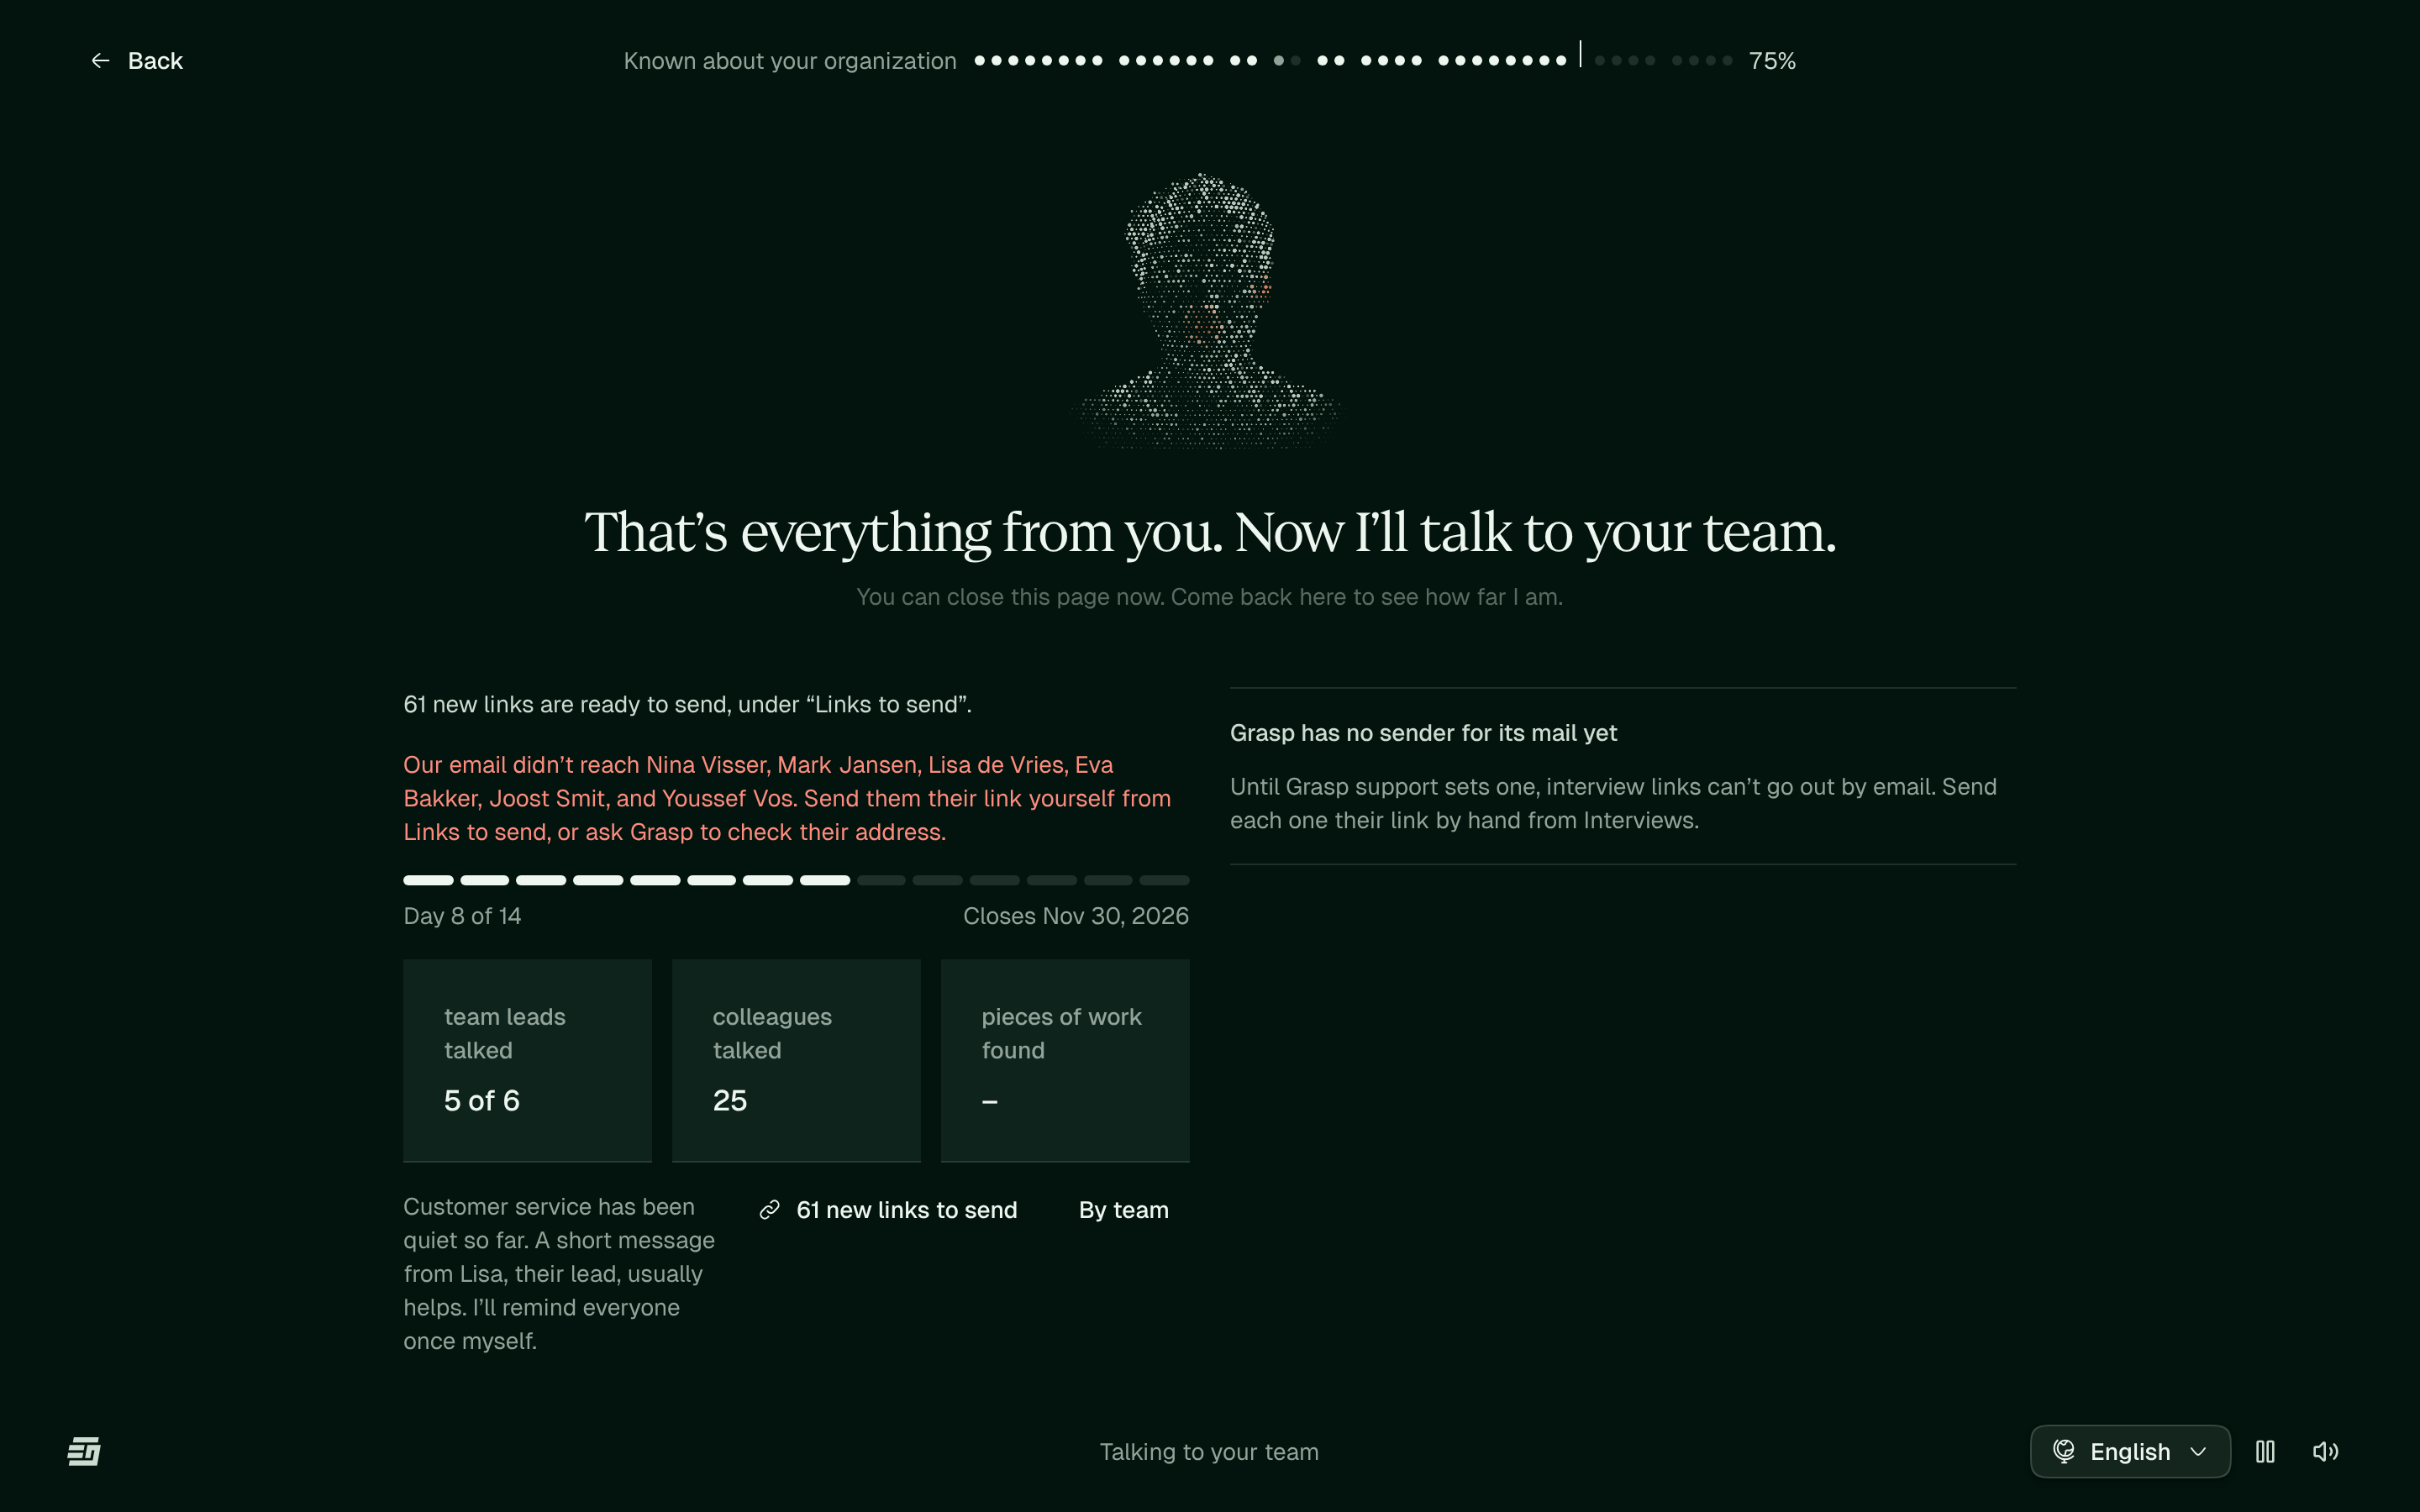 Back
Known about your organization
75%
That’s everything from you. Now I’ll talk to your team.
You can close this page now. Come back here to see how far I am.
61 new links are ready to send, under “Links to send”.
Our email didn’t reach Nina Visser, Mark Jansen, Lisa de Vries, Eva
Bakker, Joost Smit, and Youssef Vos. Send them their link yourself from
Links to send, or ask Grasp to check their address.
Day 8 of 14
Closes Nov 30, 2026
team leads
talked
5 of 6
colleagues
talked
25
pieces of work
found
–
Customer service has been
quiet so far. A short message
from Lisa, their lead, usually
helps. I’ll remind everyone
once myself.
61 new links to send
By team
Grasp has no sender for its mail yet
Until Grasp support sets one, interview links can’t go out by email. Send
each one their link by hand from Interviews.
Talking to your team
English